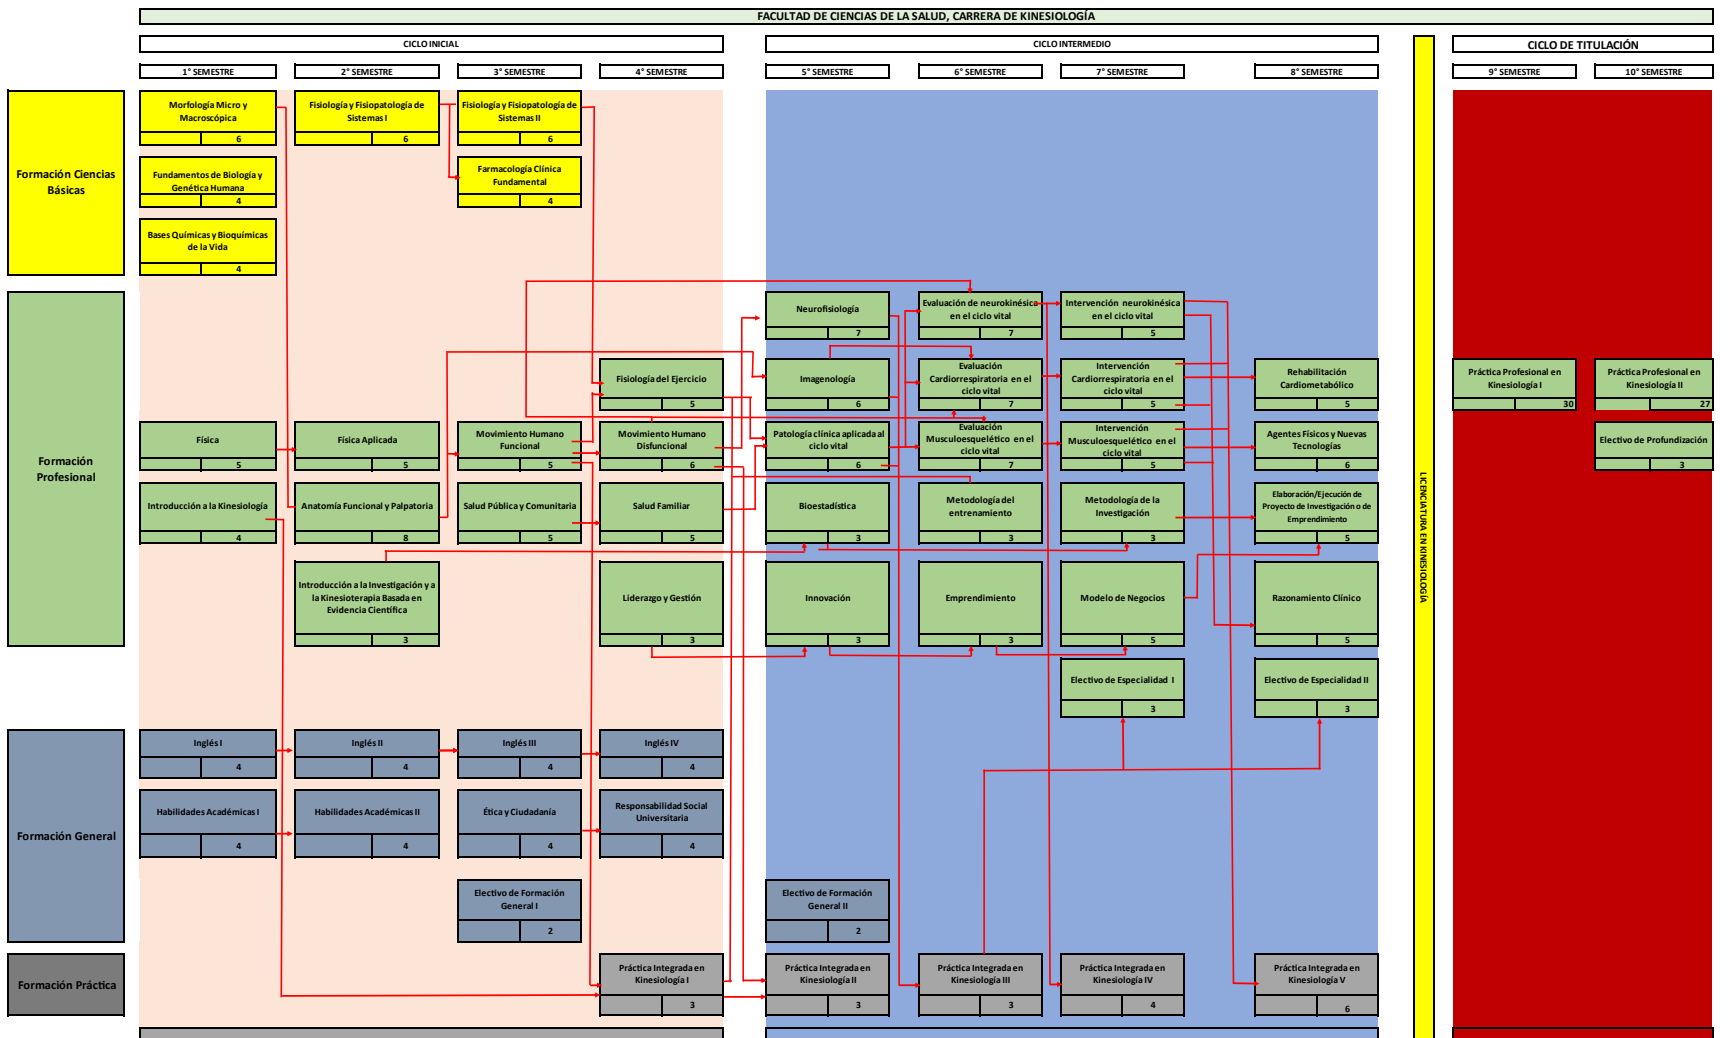 FACULTAD DE CIENCIAS DE LA SALUD, CARRERA DE KINESIOLOGÍA
CICLO INICIAL
CICLO INTERMEDIO
CICLO DE TITULACIÓN
1° SEMESTRE
2° SEMESTRE
3° SEMESTRE
4° SEMESTRE
5° SEMESTRE
6° SEMESTRE
7° SEMESTRE
8° SEMESTRE
9° SEMESTRE
10° SEMESTRE
Formación Ciencias
Básicas
Morfología Micro y
Macroscópica
6
Fisiología y Fisiopatología de
Sistemas I
6
Fisiología y Fisiopatología de
Sistemas II
6
Fundamentos de Biología y
Genética Humana
4
Farmacología Clínica
Fundamental
4
Bases Químicas y Bioquímicas
de la Vida
4
Formación
Profesional
Neurofisiología
7
Evaluación de neurokinésica
en el ciclo vital
7
Intervención neurokinésica
en el ciclo vital
5
Fisiología del Ejercicio
5
Imagenología
6
Evaluación
Cardiorrespiratoria en el
ciclo vital
7
Intervención
Cardiorrespiratoria en el
ciclo vital
5
Rehabilitación
Cardiometabólico
5
Práctica Profesional en
Kinesiología I
30
Práctica Profesional en
Kinesiología II
27
Física
5
Física Aplicada
5
Movimiento Humano
Funcional
5
Movimiento Humano
Disfuncional
6
Patología clínica aplicada al
ciclo vital
6
Evaluación
Musculoesquelético en el
ciclo vital
7
Intervención
Musculoesquelético en el
ciclo vital
5
Agentes Físicos y Nuevas
Tecnologías
6
Electivo de Profundización
3
Introducción a la Kinesiología
4
Anatomía Funcional y Palpatoria
8
Salud Pública y Comunitaria
5
Salud Familiar
5
Bioestadística
3
Metodología del
entrenamiento
3
Metodología de la
Investigación
3
Elaboración/Ejecución de
Proyecto de Investigación o de
Emprendimiento
5
Introducción a la Investigación y a
la Kinesioterapia Basada en
Evidencia Científica
3
Liderazgo y Gestión
3
Innovación
3
Emprendimiento
3
Modelo de Negocios
5
Razonamiento Clínico
5
Electivo de Especialidad I
3
Electivo de Especialidad II
3
LICENCIATURA EN KINESIOLOGÍA
Formación General
Inglés I
4
Inglés II
4
Inglés III
4
Inglés IV
4
Habilidades Académicas I
4
Habilidades Académicas II
4
Ética y Ciudadanía
4
Responsabilidad Social
Universitaria
4
Electivo de Formación
General I
2
Electivo de Formación
General II
2
Formación Práctica
Práctica Integrada en
Kinesiología I
3
Práctica Integrada en
Kinesiología II
3
Práctica Integrada en
Kinesiología III
3
Práctica Integrada en
Kinesiología IV
4
Práctica Integrada en
Kinesiología V
6